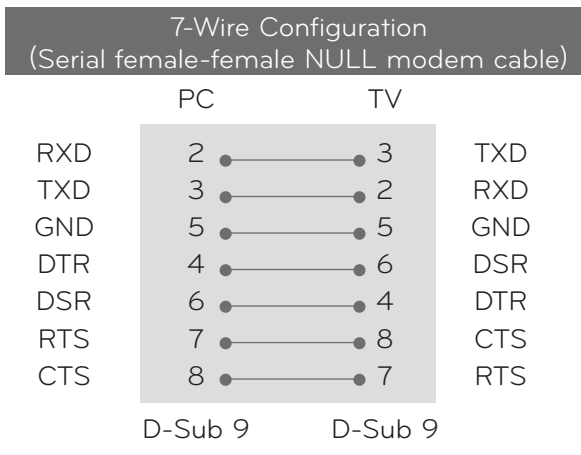 7-Wire Configuration
(Serial female-female NULL modem cable)
PC TV
RXD 2 3 TXD
TXD 3 2 RXD
GND 5 5 GND
DTR 4 6 DSR
DSR 6 4 DTR
RTS 7 8 CTS
CTS 8 7 RTS
D-Sub 9 D-Sub 9